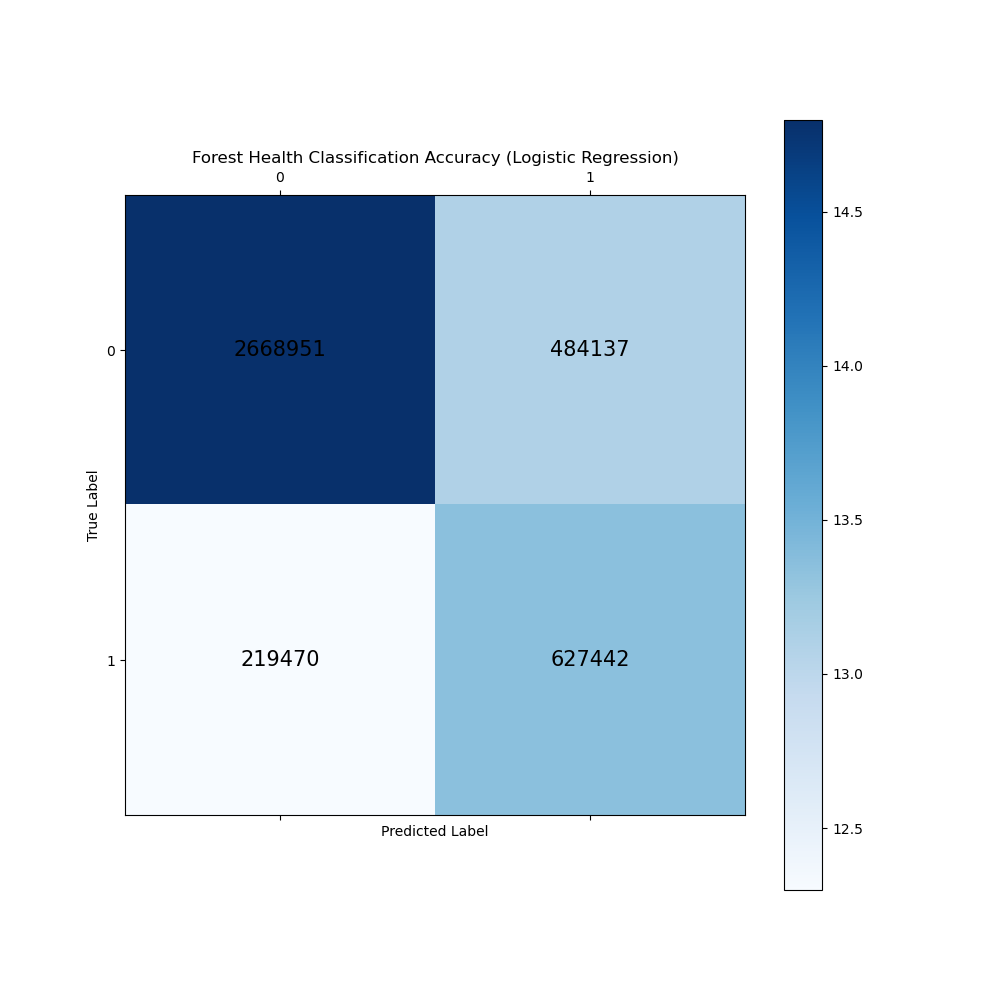 Forest Health Classification Accuracy (Logistic Regression)
0 1
0 2668951 484137
1 219470 627442
True Label
Predicted Label
14.5
14.0
13.5
13.0
12.5